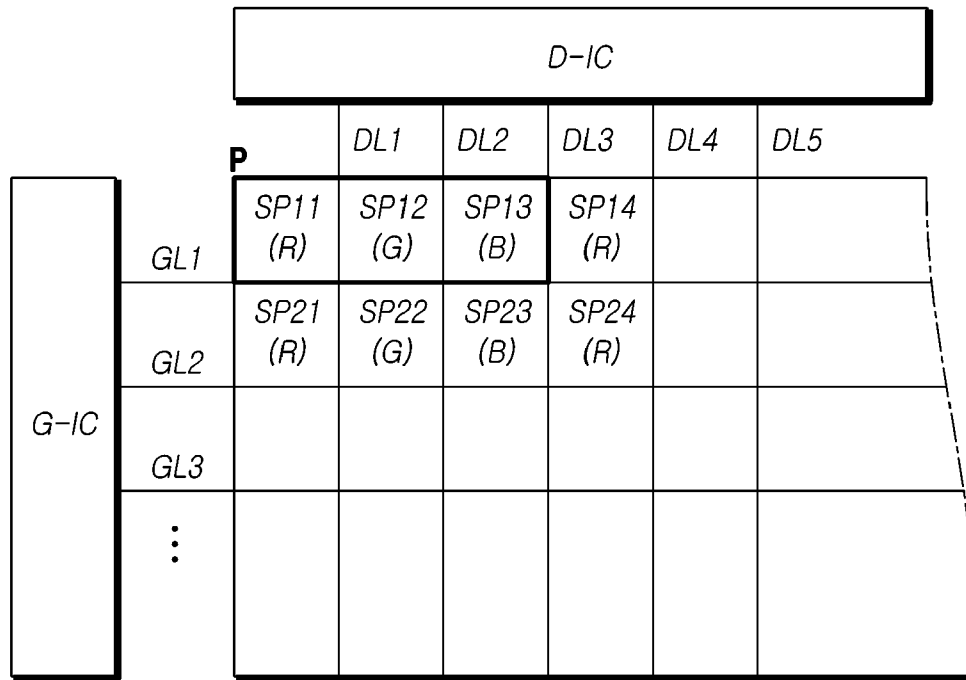 D-IC
DL1 DL2 DL3 DL4 DL5
P
SP11 SP12 SP13 SP14
(R) (G) (B) (R)
GL1
SP21 SP22 SP23 SP24
(R) (G) (B) (R)
GL2
G-IC
GL3
⋮